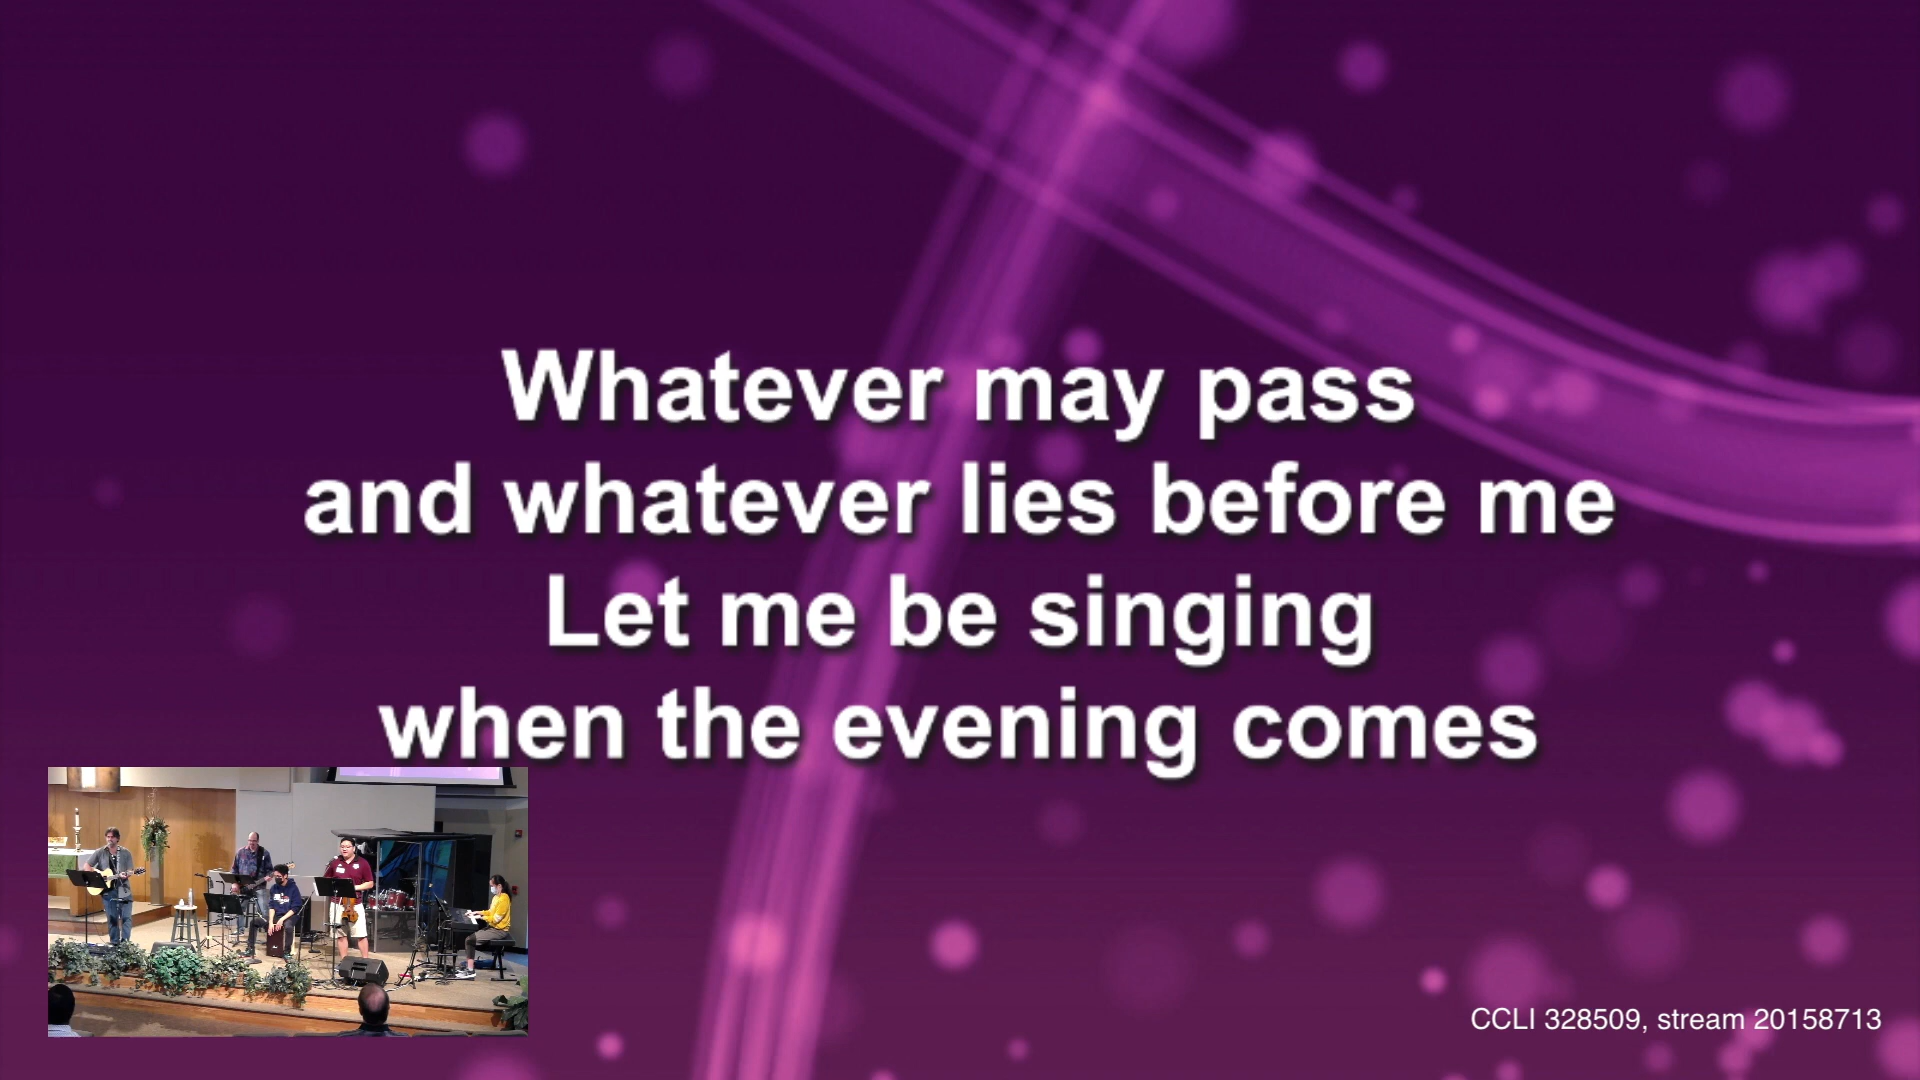 Whatever may pass
and whatever lies before me
Let me be singing
when the evening comes
CCLI 328509, stream 20158713